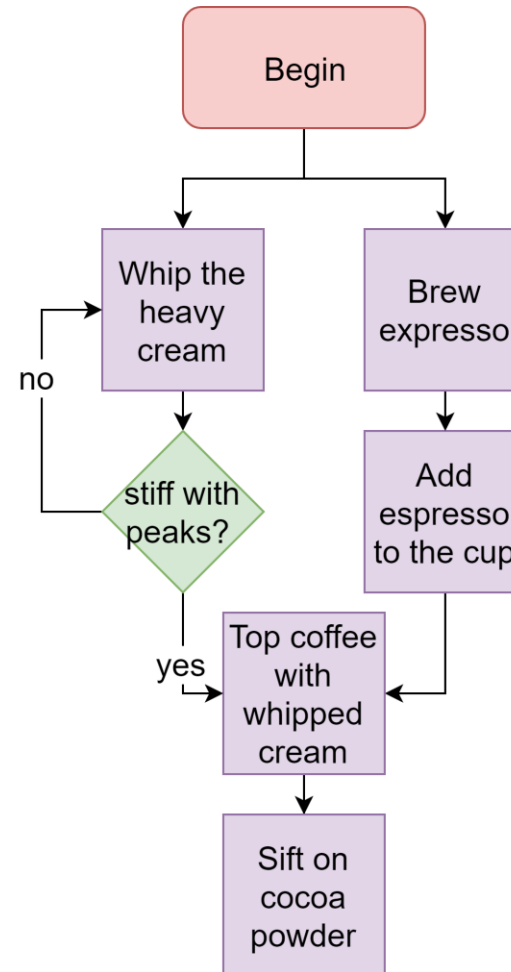 Begin
Whip the
heavy
cream
Brew
expresso
no
stiff with
peaks?
Add
espresso
to the cup
yes
Top coffee
with
whipped
cream
Sift on
cocoa
powder